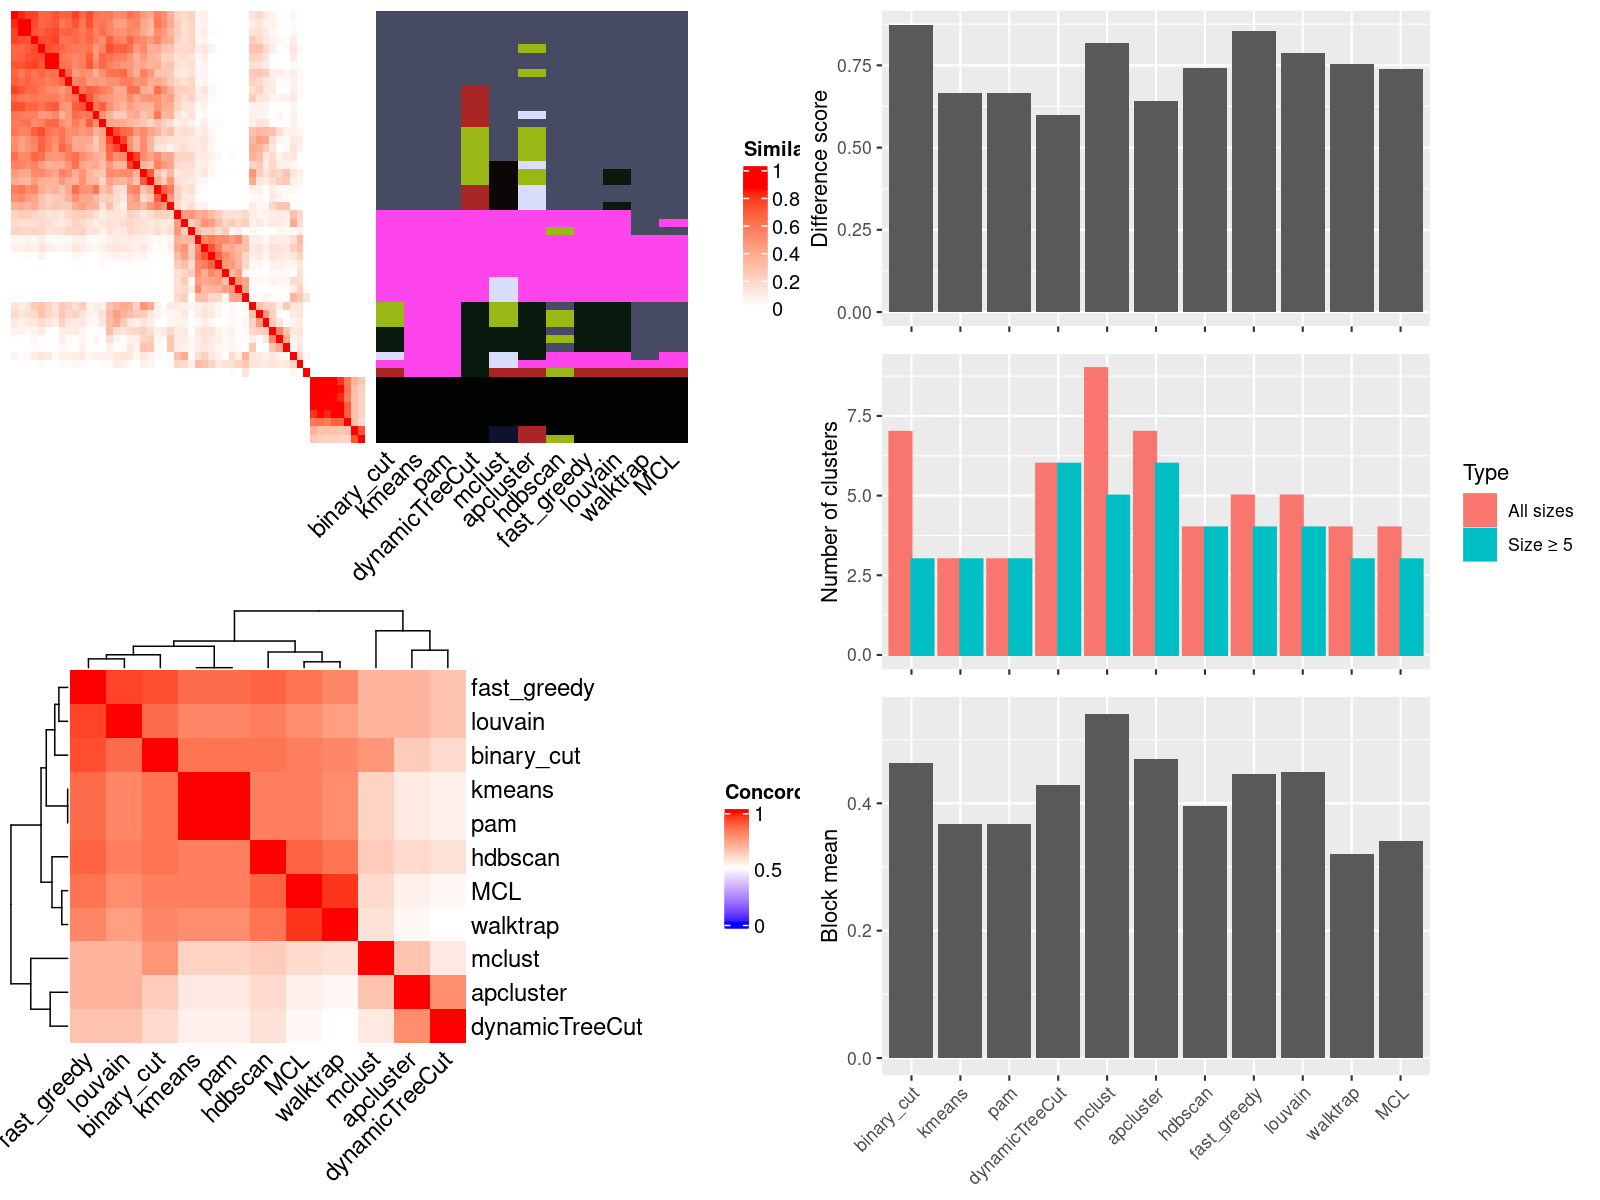 Simila
1
0.8
0.6
0.4
0.2
0
binary_cut
kmeans
pam
dynamicTreeCut
mclust
apcluster
hdbscan
fast_greedy
louvain
walktrap
MCL
fast_greedy
louvain
binary_cut
kmeans
pam
hdbscan
MCL
walktrap
mclust
apcluster
dynamicTreeCut
fast_greedy
louvain
binary_cut
kmeans
pam
hdbscan
MCL
walktrap
mclust
apcluster
dynamicTreeCut
Concor
1
0.5
0
Difference score
0.75
0.50
0.25
0.00
Number of clusters
7.5
5.0
2.5
0.0
Type
All sizes
Size ≥ 5
Block mean
0.4
0.2
0.0
binary_cut
kmeans
pam
dynamicTreeCut
mclust
apcluster
hdbscan
fast_greedy
louvain
walktrap
MCL